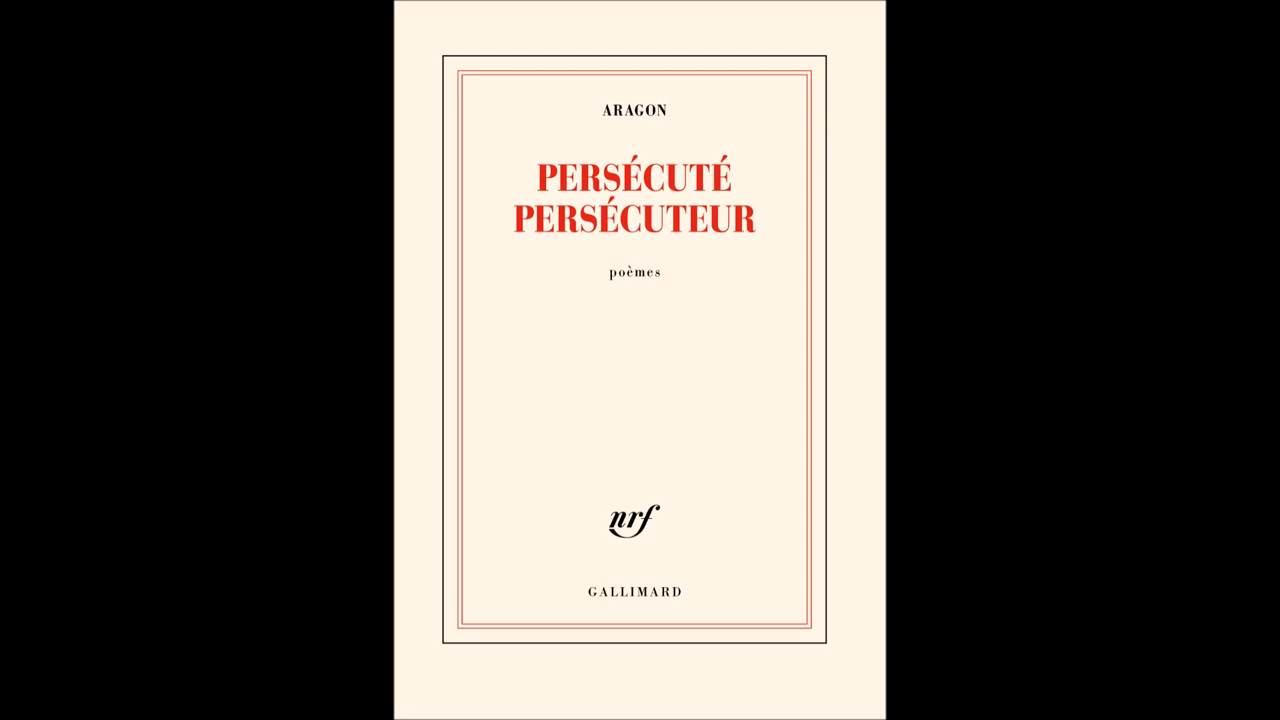 ARAGON
PERSÉCUTÉ
PERSÉCUTEUR
poèmes
nrf
GALLIMARD